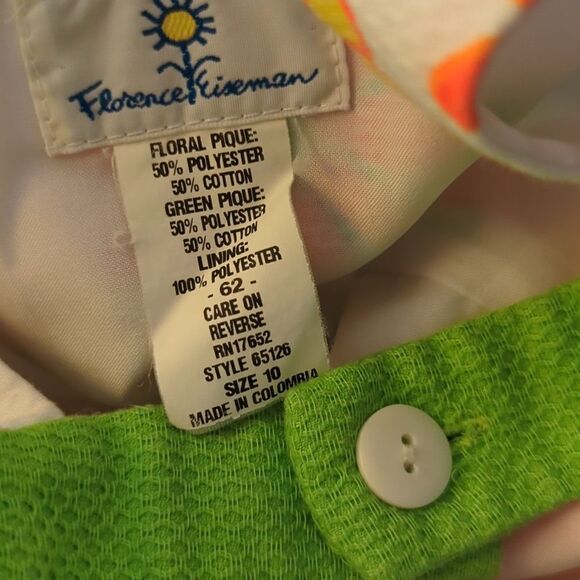 Florence Eiseman
FLORAL PIQUE:
50% POLYESTER
50% COTTON
GREEN PIQUE:
50% POLYESTER
50% COTTON
LINING:
100% POLYESTER
- 62 -
CARE ON
REVERSE
RN17652
STYLE 65126
SIZE 10
MADE IN COLOMBIA